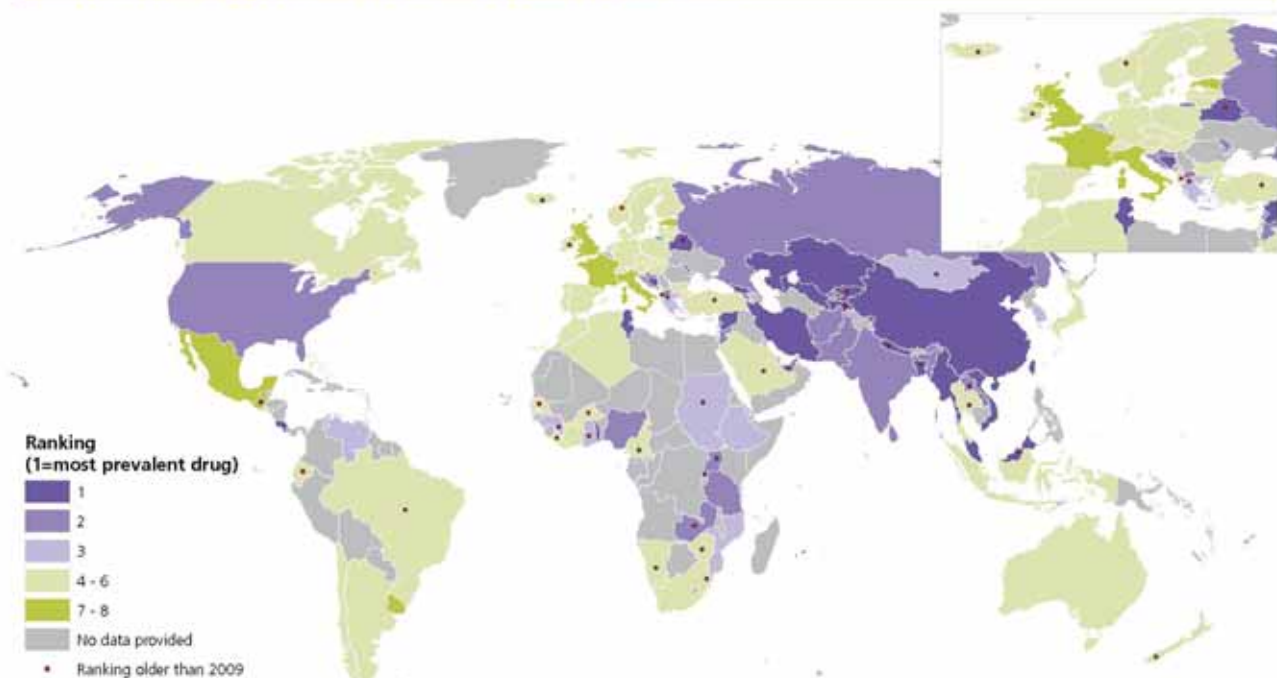 Ranking
(1=most prevalent drug)
1
2
3
4 - 6
7 - 8
No data provided
Ranking older than 2009